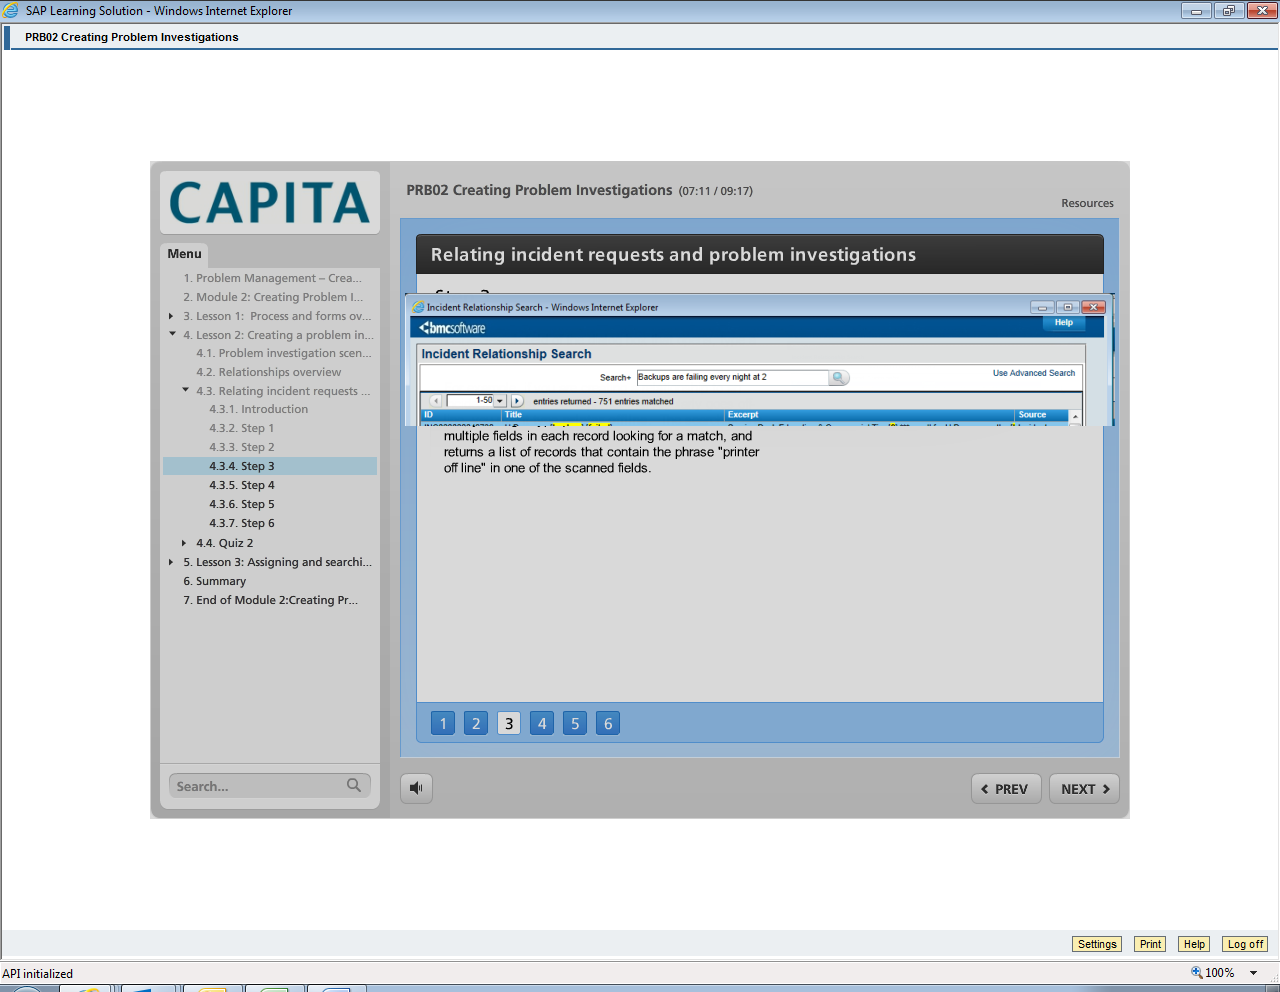 SAP Learning Solution - Windows Internet Explorer
PRB02 Creating Problem Investigations
CAPITA
PRB02 Creating Problem Investigations (07:11 / 09:17)
Resources
Menu
1. Problem Management – Crea...
2. Module 2: Creating Problem I...
3. Lesson 1: Process and forms ov...
4. Lesson 2: Creating a problem in...
4.1. Problem investigation scen...
4.2. Relationships overview
4.3. Relating incident requests ...
4.3.1. Introduction
4.3.2. Step 1
4.3.3. Step 2
4.3.4. Step 3
4.3.5. Step 4
4.3.6. Step 5
4.3.7. Step 6
4.4. Quiz 2
5. Lesson 3: Assigning and searchi...
6. Summary
7. End of Module 2:Creating Pr...
Search...
Relating incident requests and problem investigations
Incident Relationship Search - Windows Internet Explorer
bmcsoftware
Help
Incident Relationship Search
Search+ Backups are failing every night at 2
Use Advanced Search
1-50 entries returned - 751 entries matched
ID Title Excerpt Source
multiple fields in each record looking for a match, and
returns a list of records that contain the phrase "printer
off line" in one of the scanned fields.
1 2 3 4 5 6
PREV NEXT
Settings Print Help Log off
API initialized
100%